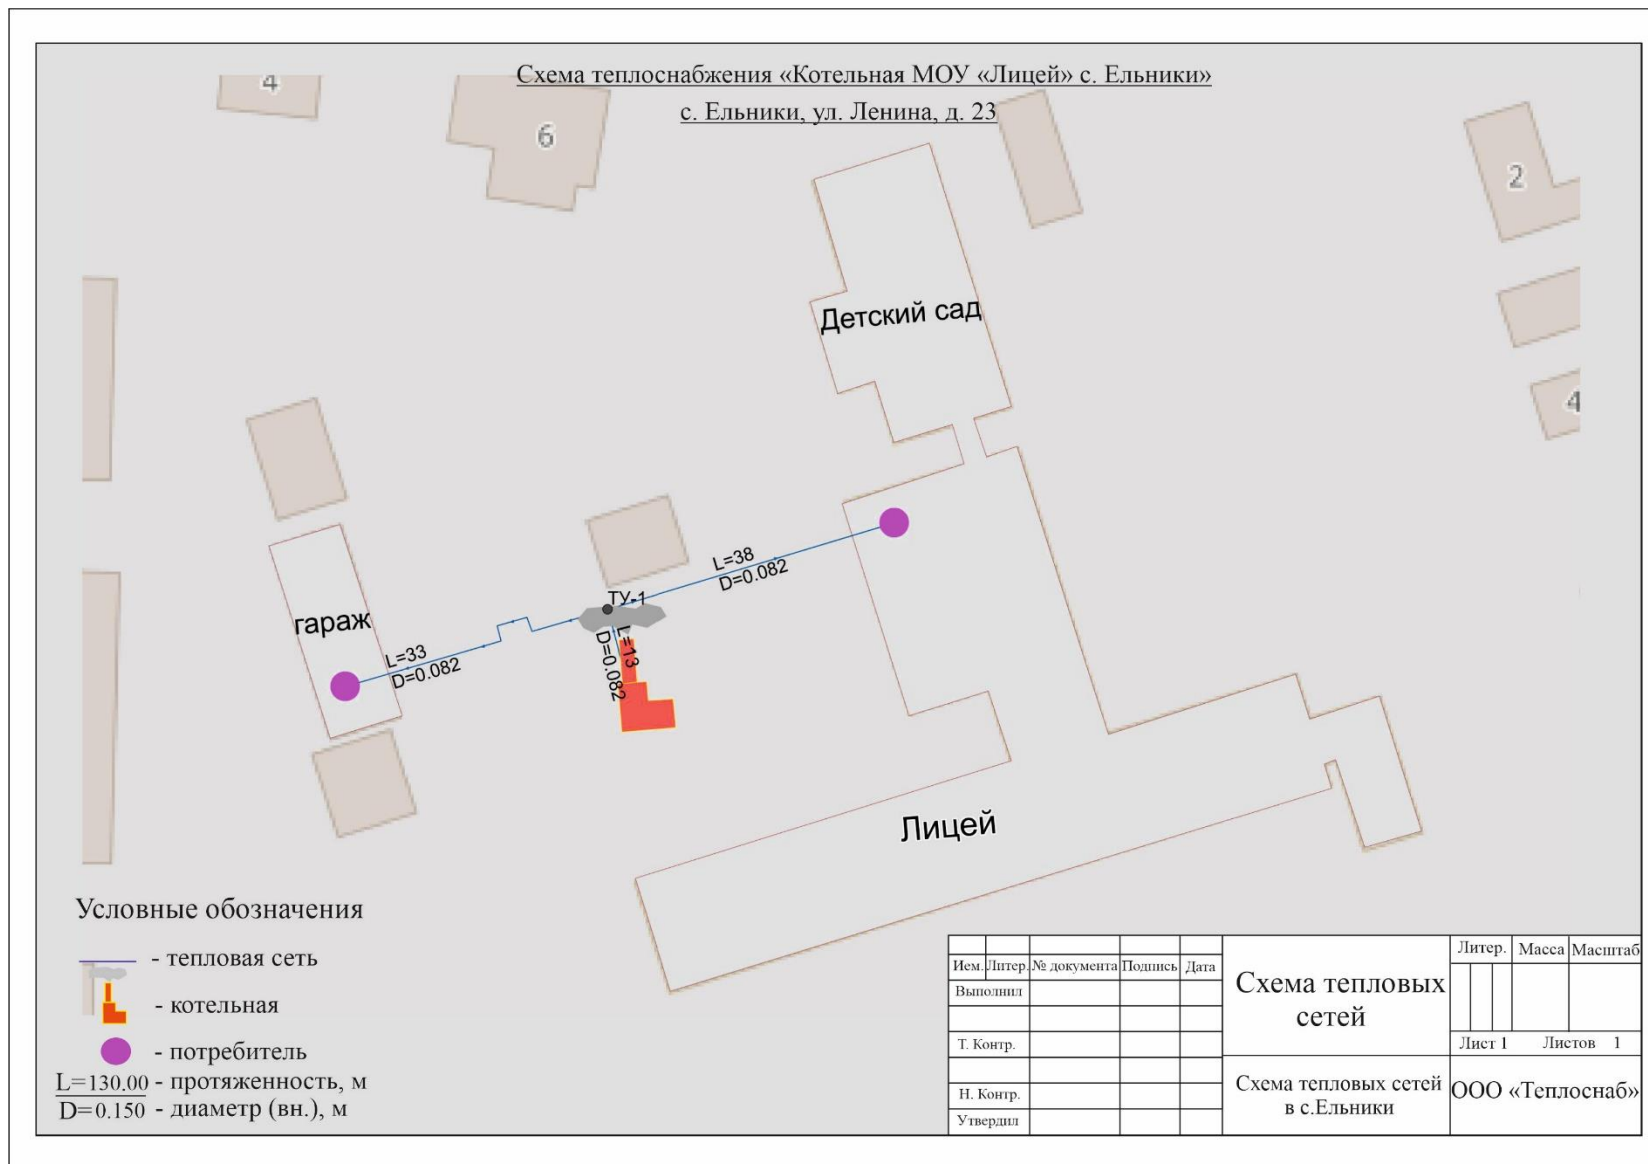 Схема теплоснабжения «Котельная МОУ «Лицей» с. Ельники»
с. Ельники, ул. Ленина, д. 23
4
6
2
4
Детский сад
L=38
D=0.082
ТУ-1
гараж
L=33
D=0.082
L=13
D=0.082
Лицей
Условные обозначения
- тепловая сеть
- котельная
- потребитель
L=130.00 - протяженность, м
D=0.150 - диаметр (вн.), м
Изм. Литер. № документа Подпись Дата
Выполнил
Т. Контр.
Н. Контр.
Утвердил
Схема тепловых
сетей
Схема тепловых сетей
в с.Ельники
Литер. Масса Масштаб
Лист 1 Листов 1
ООО «Теплоснаб»